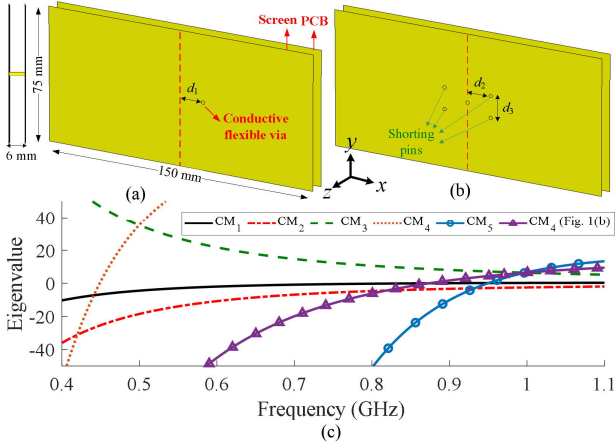 Screen PCB
75 mm
6 mm
d1
Conductive
flexible via
150 mm
(a)
y
z
x
d2
d3
Shorting
pins
(b)
CM1 CM2 CM3 CM4 CM5 CM4 (Fig. 1(b)
Eigenvalue
40
20
0
-20
-40
0.4 0.5 0.6 0.7 0.8 0.9 1 1.1
Frequency (GHz)
(c)